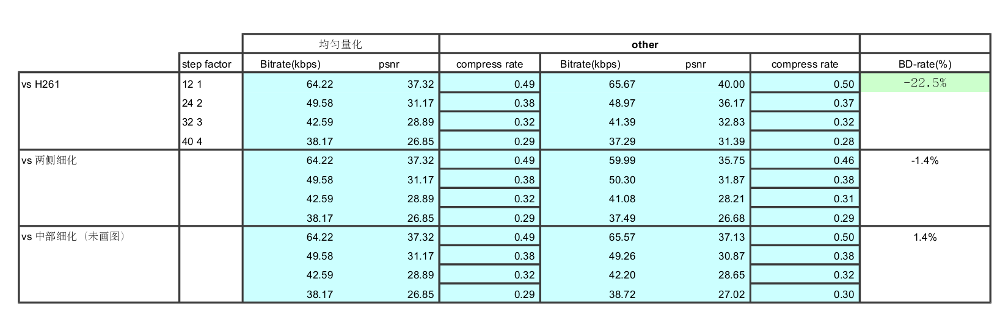 均匀量化 other
step factor Bitrate(kbps) psnr compress rate Bitrate(kbps) psnr compress rate BD-rate(%)
vs H261 12 1 64.22 37.32 0.49 65.67 40.00 0.50 -22.5%
24 2 49.58 31.17 0.38 48.97 36.17 0.37
32 3 42.59 28.89 0.32 41.39 32.83 0.32
40 4 38.17 26.85 0.29 37.29 31.39 0.28
vs 两侧细化 64.22 37.32 0.49 59.99 35.75 0.46 -1.4%
49.58 31.17 0.38 50.30 31.87 0.38
42.59 28.89 0.32 41.08 28.21 0.31
38.17 26.85 0.29 37.49 26.68 0.29
vs 中部细化（未画图） 64.22 37.32 0.49 65.57 37.13 0.50 1.4%
49.58 31.17 0.38 49.26 30.87 0.38
42.59 28.89 0.32 42.20 28.65 0.32
38.17 26.85 0.29 38.72 27.02 0.30